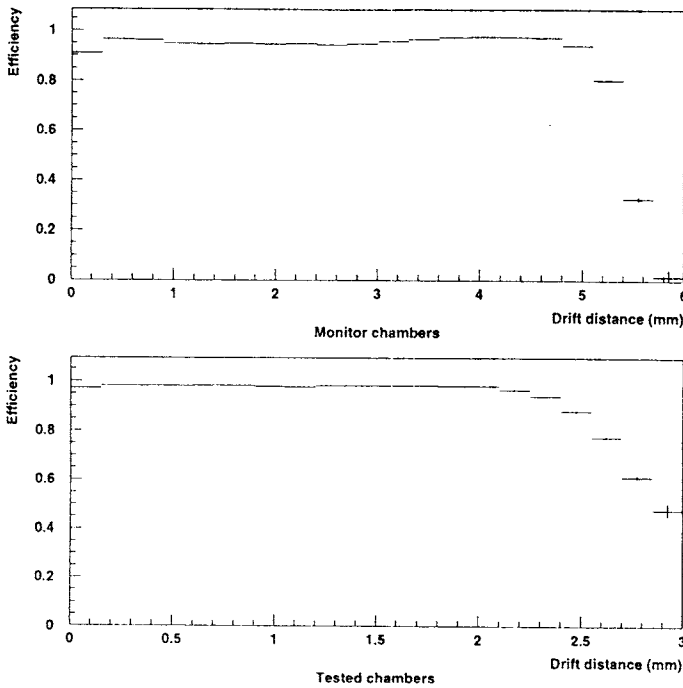 Efficiency
1
0.8
0.6
0.4
0.2
0
0 1 2 3 4 5 6
Drift distance (mm)
Monitor chambers
Efficiency
1
0.8
0.6
0.4
0.2
0
0 0.5 1 1.5 2 2.5 3
Drift distance (mm)
Tested chambers